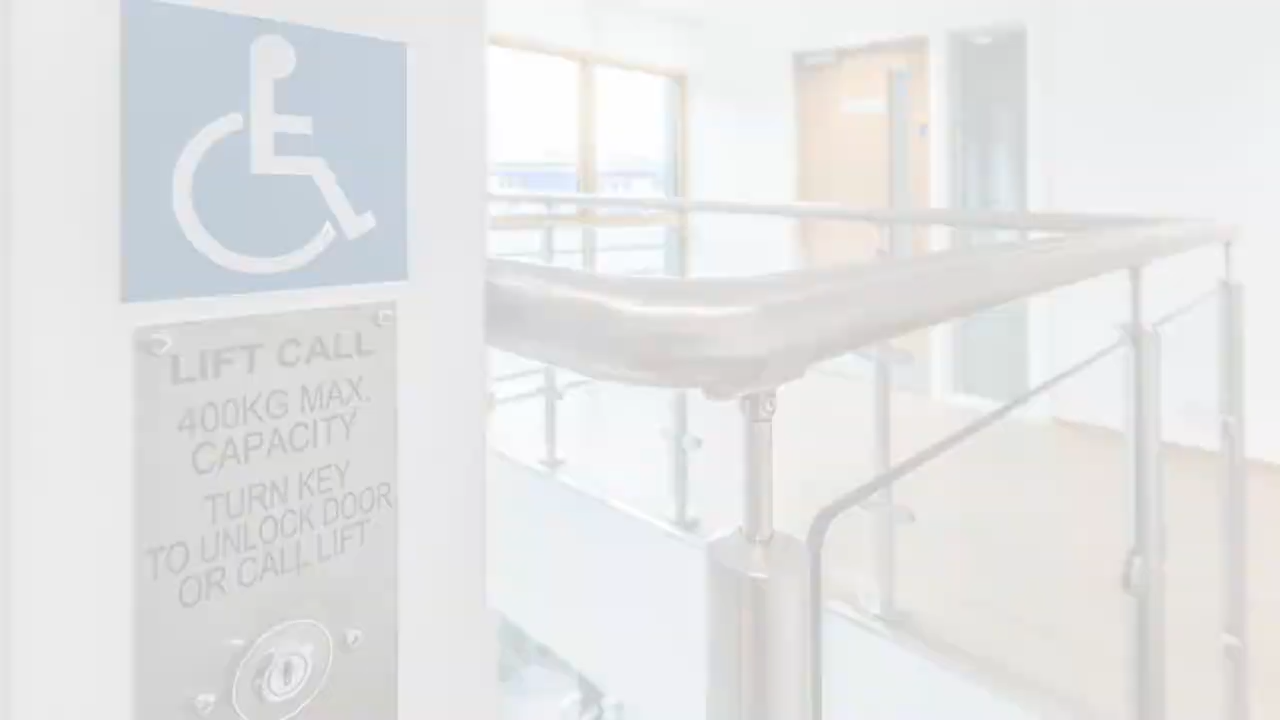 LIFT CALL
400KG MAX.
CAPACITY
TURN KEY
TO UNLOCK DOOR
OR CALL LIFT